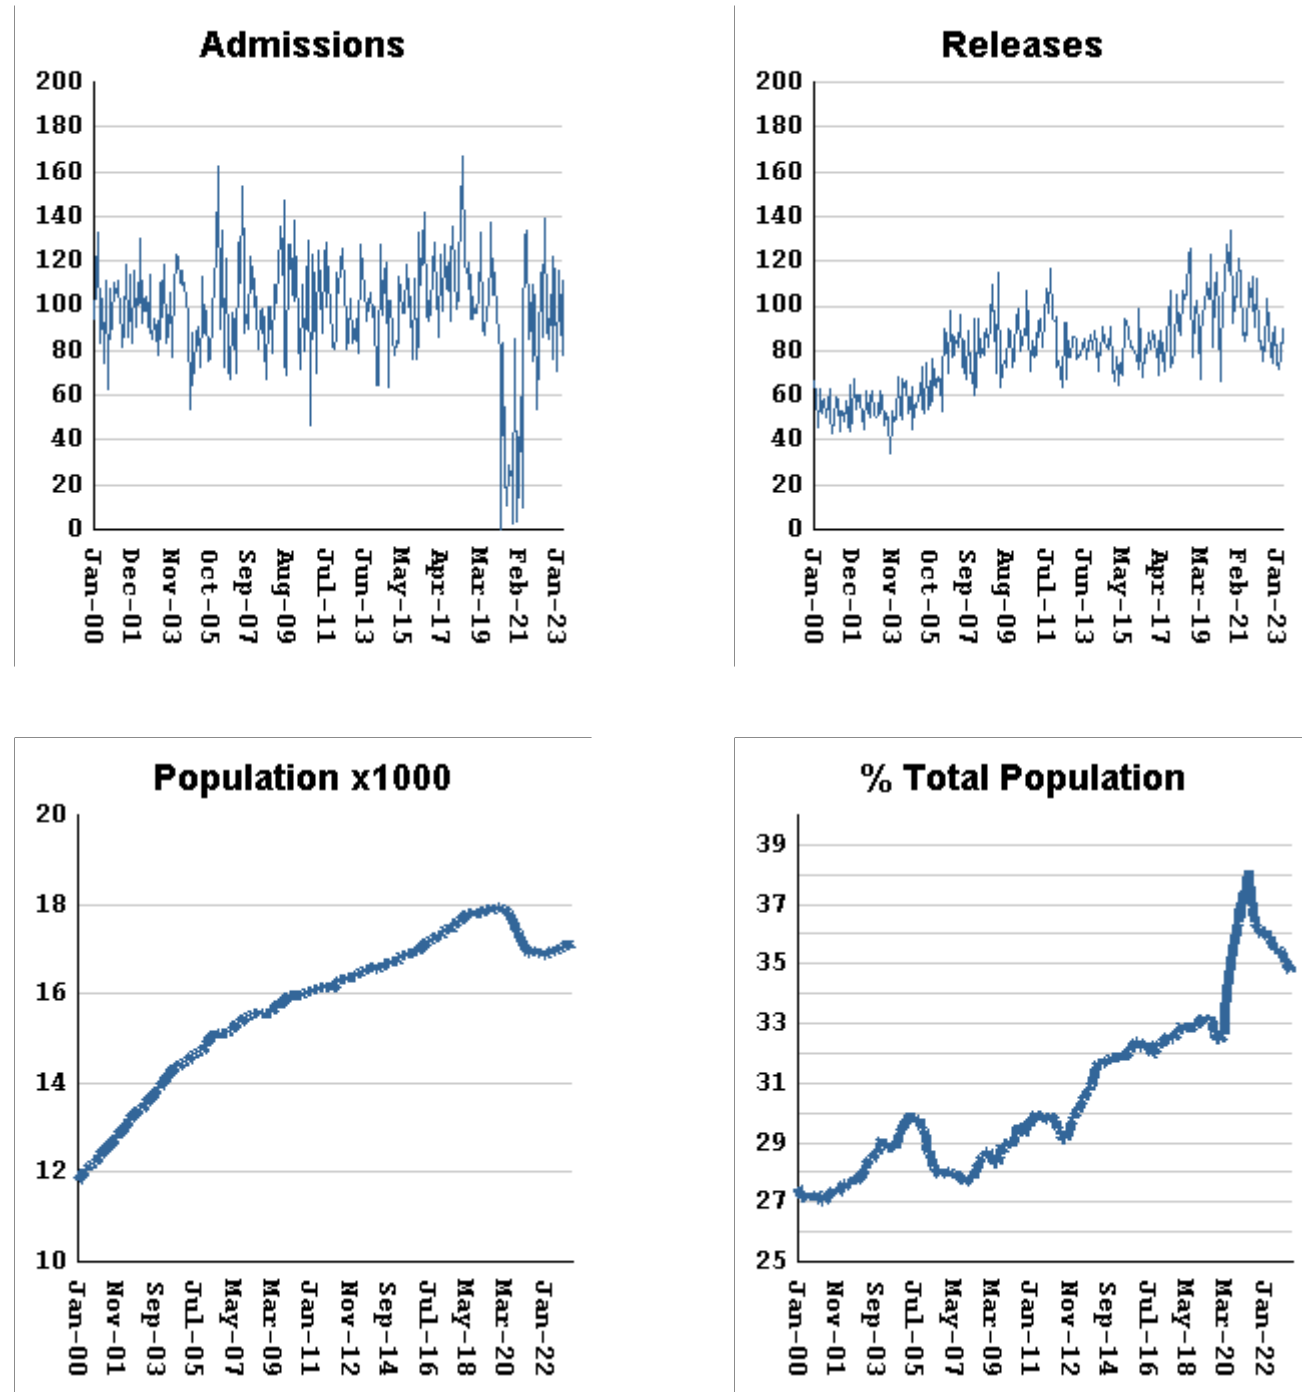 Admissions
200
180
160
140
120
100
80
60
40
20
0
Jan-00
Dec-01
Nov-03
Oct-05
Sep-07
Aug-09
Jul-11
Jun-13
May-15
Apr-17
Mar-19
Feb-21
Jan-23
Releases
200
180
160
140
120
100
80
60
40
20
0
Jan-00
Dec-01
Nov-03
Oct-05
Sep-07
Aug-09
Jul-11
Jun-13
May-15
Apr-17
Mar-19
Feb-21
Jan-23
Population x1000
20
18
16
14
12
10
Jan-00
Nov-01
Sep-03
Jul-05
May-07
Mar-09
Jan-11
Nov-12
Sep-14
Jul-16
May-18
Mar-20
Jan-22
% Total Population
39
37
35
33
31
29
27
25
Jan-00
Nov-01
Sep-03
Jul-05
May-07
Mar-09
Jan-11
Nov-12
Sep-14
Jul-16
May-18
Mar-20
Jan-22